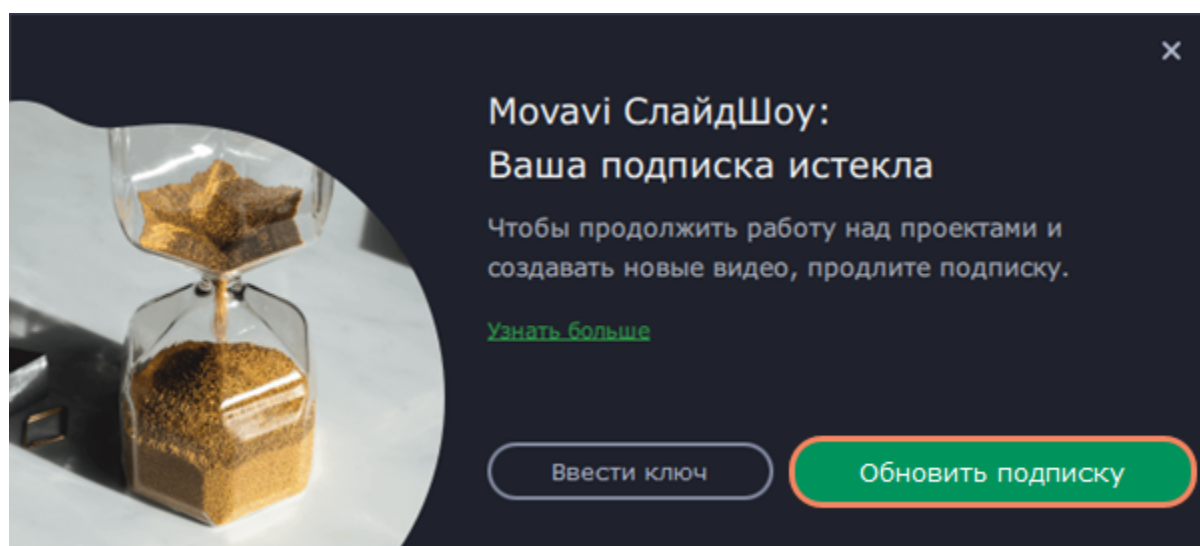 Movavi СлайдШоу:
Ваша подписка истекла
Чтобы продолжить работу над проектами и
создавать новые видео, продлите подписку.
Узнать больше
Ввести ключ
Обновить подписку